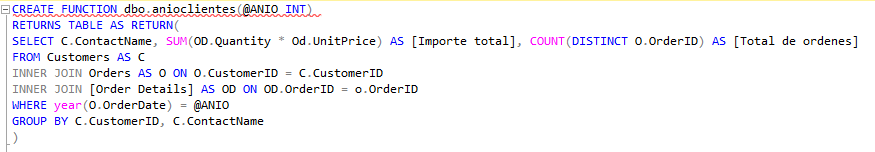 CREATE FUNCTION dbo.anioclientes(@ANIO INT)
RETURNS TABLE AS RETURN(
SELECT C.ContactName, SUM(OD.Quantity * Od.UnitPrice) AS [Importe total], COUNT(DISTINCT O.OrderID) AS [Total de ordenes]
FROM Customers AS C
INNER JOIN Orders AS O ON O.CustomerID = C.CustomerID
INNER JOIN [Order Details] AS OD ON OD.OrderID = o.OrderID
WHERE year(O.OrderDate) = @ANIO
GROUP BY C.CustomerID, C.ContactName
)